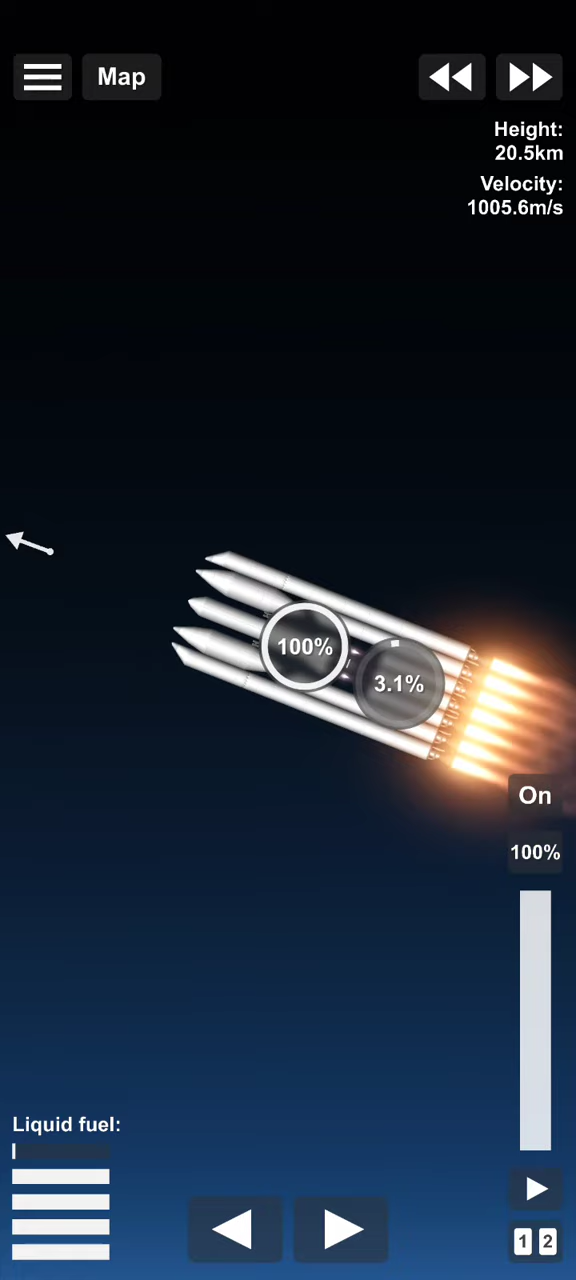 Map
Height:
20.5km
Velocity:
1005.6m/s
100%
3.1%
On
100%
Liquid fuel:
1 2